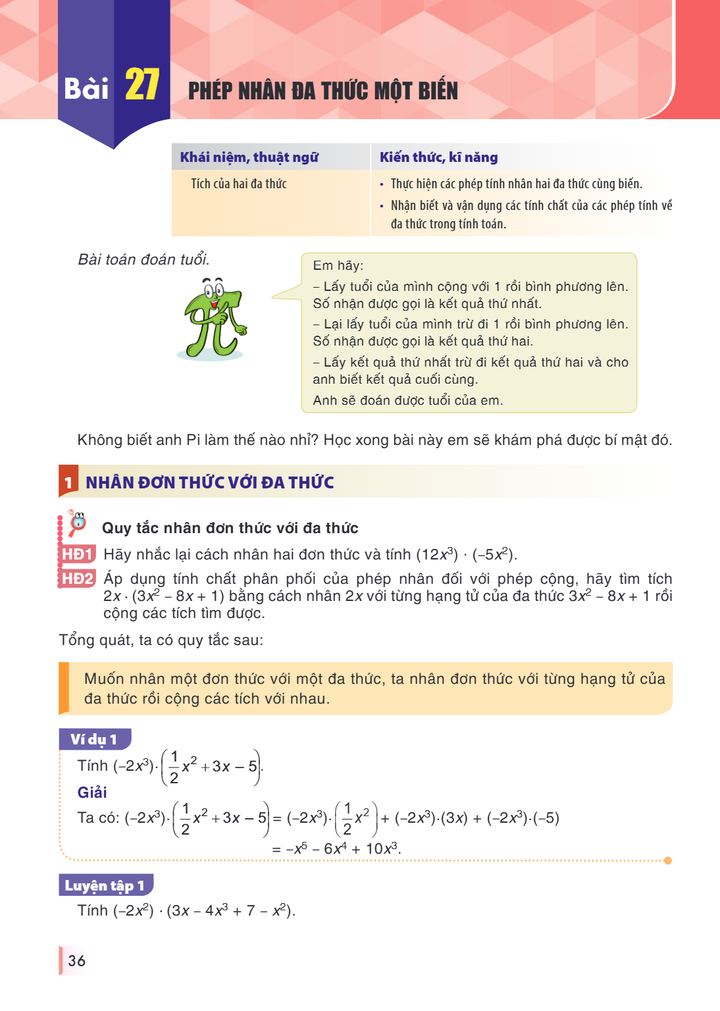 Bài 27 PHÉP NHÂN ĐA THỨC MỘT BIẾN
Khái niệm, thuật ngữ
Tích của hai đa thức
Kiến thức, kĩ năng
• Thực hiện các phép tính nhân hai đa thức cùng biến.
• Nhận biết và vận dụng các tính chất của các phép tính về
đa thức trong tính toán.
Bài toán đoán tuổi.
Em hãy:
– Lấy tuổi của mình cộng với 1 rồi bình phương lên.
Số nhận được gọi là kết quả thứ nhất.
– Lại lấy tuổi của mình trừ đi 1 rồi bình phương lên.
Số nhận được gọi là kết quả thứ hai.
– Lấy kết quả thứ nhất trừ đi kết quả thứ hai và cho
anh biết kết quả cuối cùng.
Anh sẽ đoán được tuổi của em.
Không biết anh Pi làm thế nào nhỉ? Học xong bài này em sẽ khám phá được bí mật đó.
1 NHÂN ĐƠN THỨC VỚI ĐA THỨC
Quy tắc nhân đơn thức với đa thức
HĐ1 Hãy nhắc lại cách nhân hai đơn thức và tính (12x³) · (–5x²).
HĐ2 Áp dụng tính chất phân phối của phép nhân đối với phép cộng, hãy tìm tích
2x · (3x² – 8x + 1) bằng cách nhân 2x với từng hạng tử của đa thức 3x² – 8x + 1 rồi
cộng các tích tìm được.
Tổng quát, ta có quy tắc sau:
Muốn nhân một đơn thức với một đa thức, ta nhân đơn thức với từng hạng tử của
đa thức rồi cộng các tích với nhau.
Ví dụ 1
Tính (–2x³)·(1/2 x² + 3x – 5).
Giải
Ta có: (–2x³)·(1/2 x² + 3x – 5) = (–2x³)·(1/2 x²) + (–2x³)·(3x) + (–2x³)·(–5)
= –x⁵ – 6x⁴ + 10x³.
Luyện tập 1
Tính (–2x²) · (3x – 4x³ + 7 – x²).
36